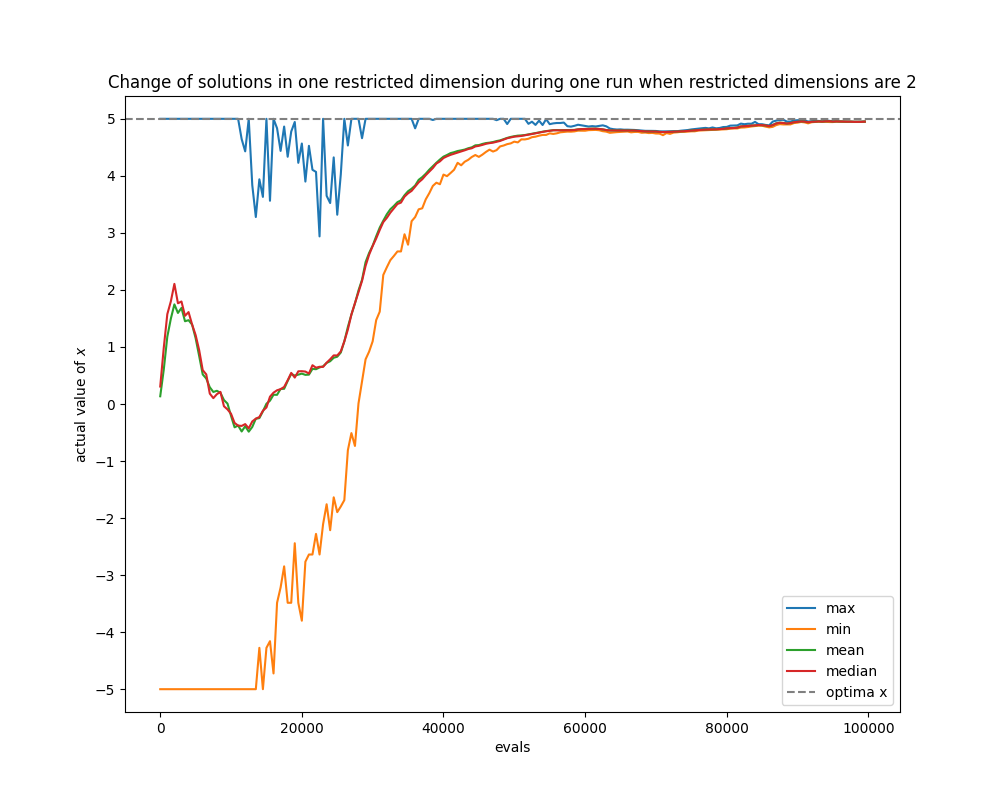 Change of solutions in one restricted dimension during one run when restricted dimensions are 2
5
4
3
2
1
0
−1
−2
−3
−4
−5
actual value of x
0
20000
40000
60000
80000
100000
evals
max
min
mean
median
optima x